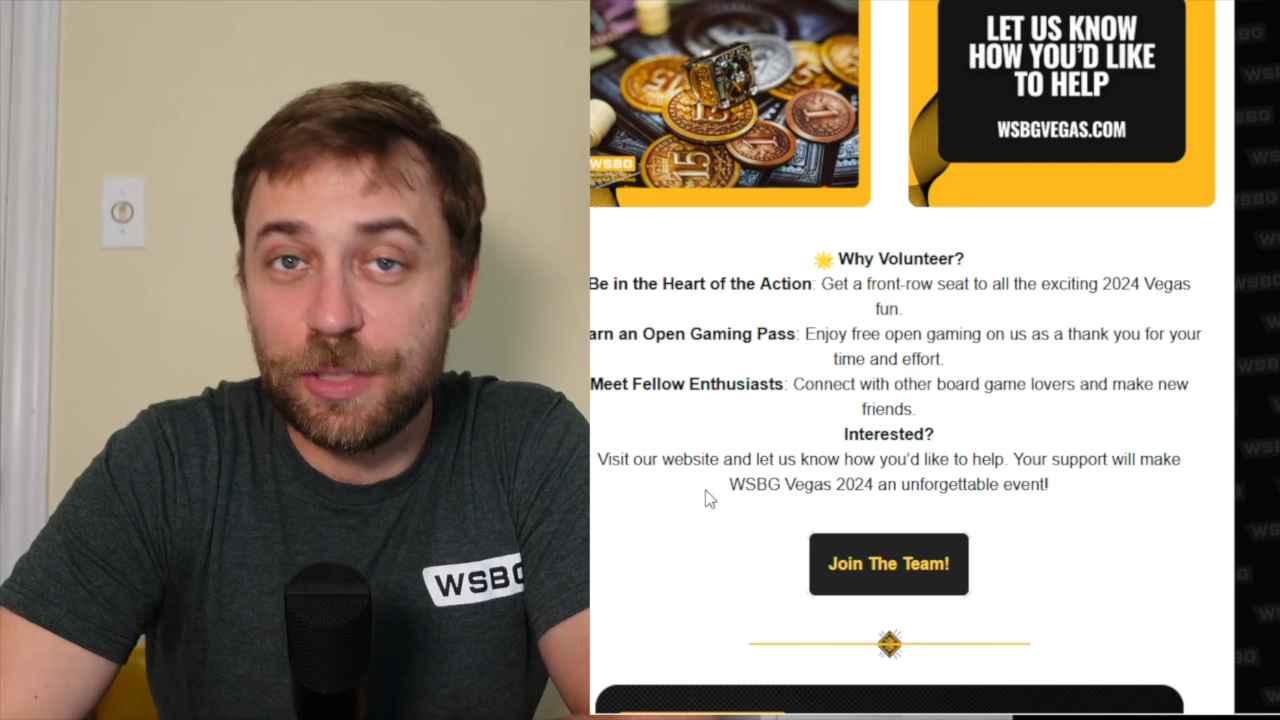 WSBG
LET US KNOW
HOW YOU'D LIKE
TO HELP
WSBGVEGAS.COM
🌟 Why Volunteer?
Be in the Heart of the Action: Get a front-row seat to all the exciting 2024 Vegas
fun.
arn an Open Gaming Pass: Enjoy free open gaming on us as a thank you for your
time and effort.
Meet Fellow Enthusiasts: Connect with other board game lovers and make new
friends.
Interested?
Visit our website and let us know how you'd like to help. Your support will make
WSBG Vegas 2024 an unforgettable event!
Join The Team!
WSBG